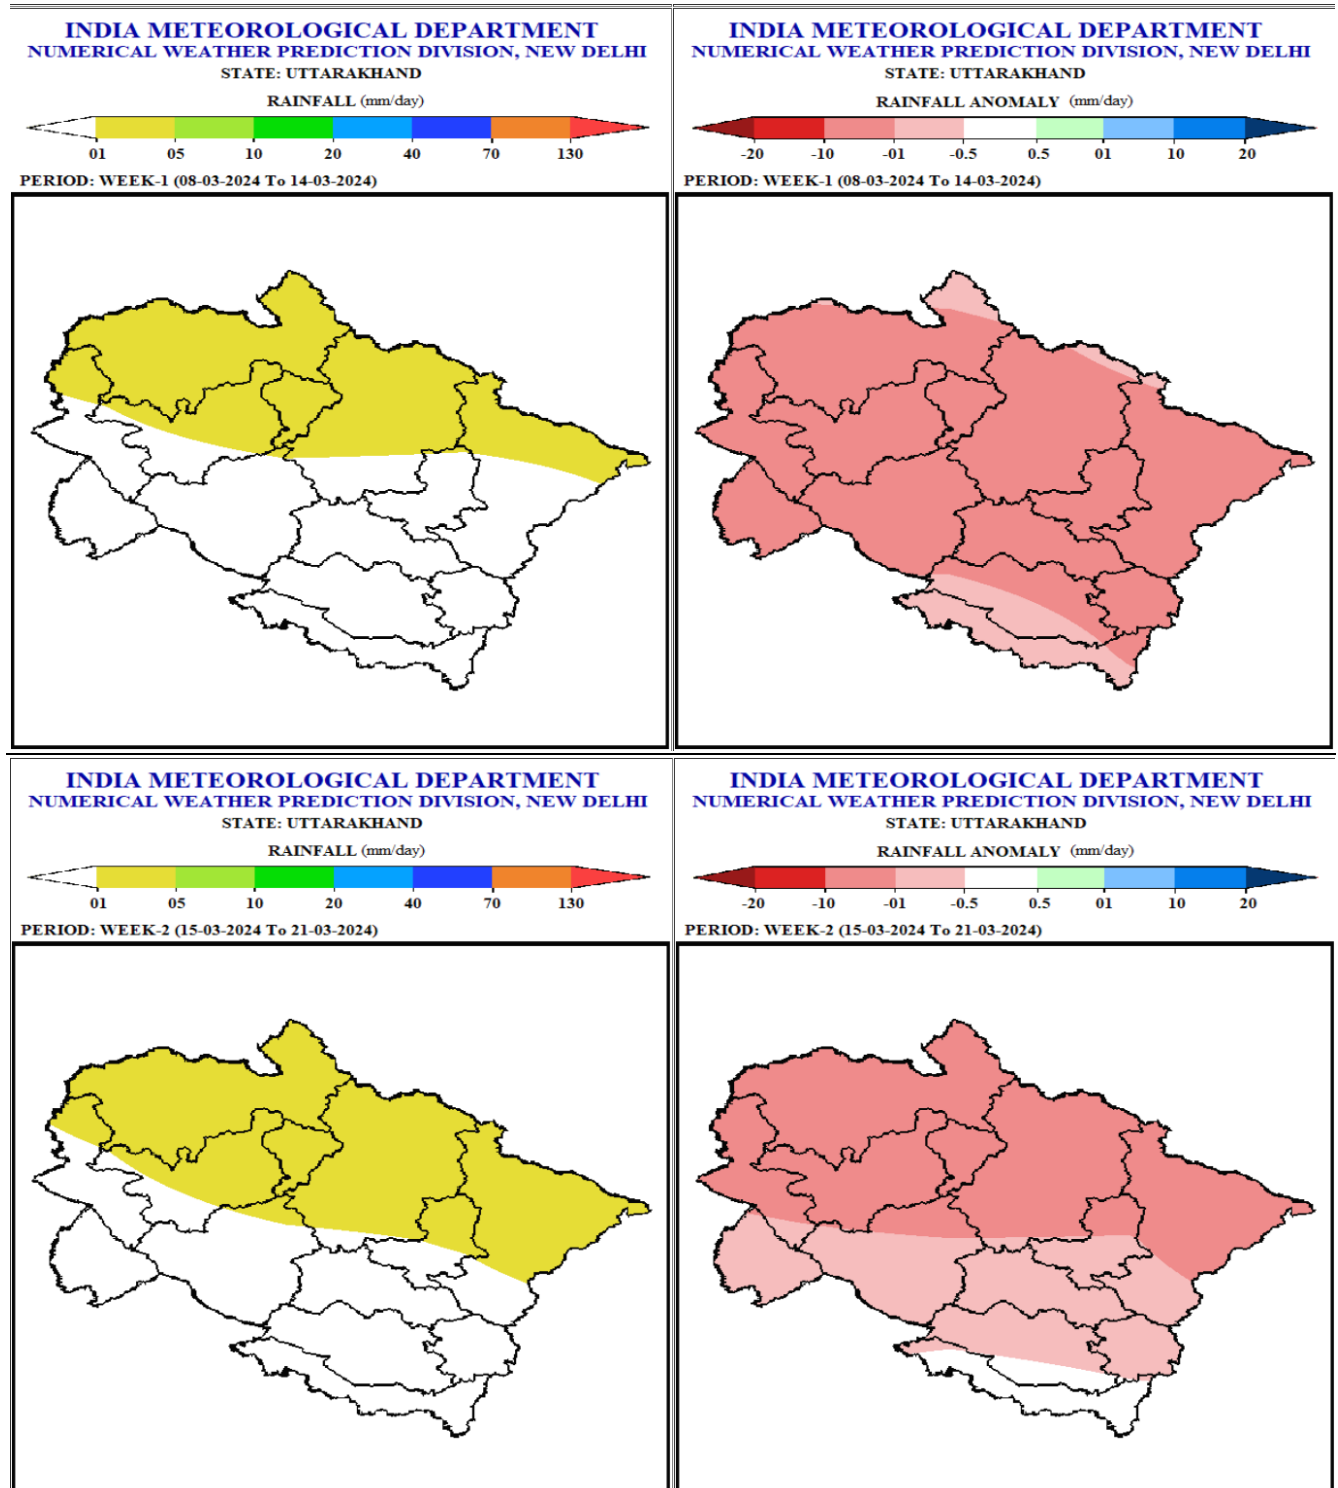 INDIA METEOROLOGICAL DEPARTMENT
NUMERICAL WEATHER PREDICTION DIVISION, NEW DELHI
STATE: UTTARAKHAND
RAINFALL (mm/day)
01 05 10 20 40 70 130
PERIOD: WEEK-1 (08-03-2024 To 14-03-2024)
INDIA METEOROLOGICAL DEPARTMENT
NUMERICAL WEATHER PREDICTION DIVISION, NEW DELHI
STATE: UTTARAKHAND
RAINFALL ANOMALY (mm/day)
-20 -10 -01 -0.5 0.5 01 10 20
PERIOD: WEEK-1 (08-03-2024 To 14-03-2024)
INDIA METEOROLOGICAL DEPARTMENT
NUMERICAL WEATHER PREDICTION DIVISION, NEW DELHI
STATE: UTTARAKHAND
RAINFALL (mm/day)
01 05 10 20 40 70 130
PERIOD: WEEK-2 (15-03-2024 To 21-03-2024)
INDIA METEOROLOGICAL DEPARTMENT
NUMERICAL WEATHER PREDICTION DIVISION, NEW DELHI
STATE: UTTARAKHAND
RAINFALL ANOMALY (mm/day)
-20 -10 -01 -0.5 0.5 01 10 20
PERIOD: WEEK-2 (15-03-2024 To 21-03-2024)